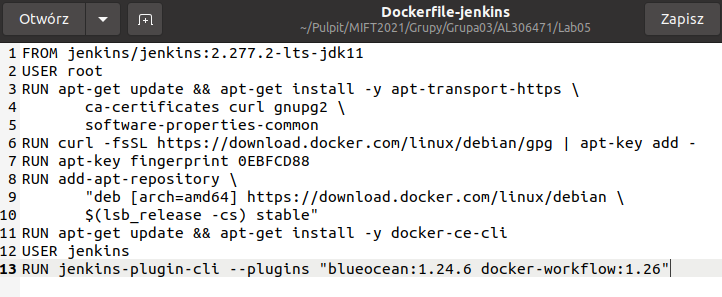 Otwórz
Dockerfile-jenkins
~/Pulpit/MIFT2021/Grupy/Grupa03/AL306471/Lab05
Zapisz
1 FROM jenkins/jenkins:2.277.2-lts-jdk11
2 USER root
3 RUN apt-get update && apt-get install -y apt-transport-https \
4 ca-certificates curl gnupg2 \
5 software-properties-common
6 RUN curl -fsSL https://download.docker.com/linux/debian/gpg | apt-key add -
7 RUN apt-key fingerprint 0EBFCD88
8 RUN add-apt-repository \
9 "deb [arch=amd64] https://download.docker.com/linux/debian \
10 $(lsb_release -cs) stable"
11 RUN apt-get update && apt-get install -y docker-ce-cli
12 USER jenkins
13 RUN jenkins-plugin-cli --plugins "blueocean:1.24.6 docker-workflow:1.26"